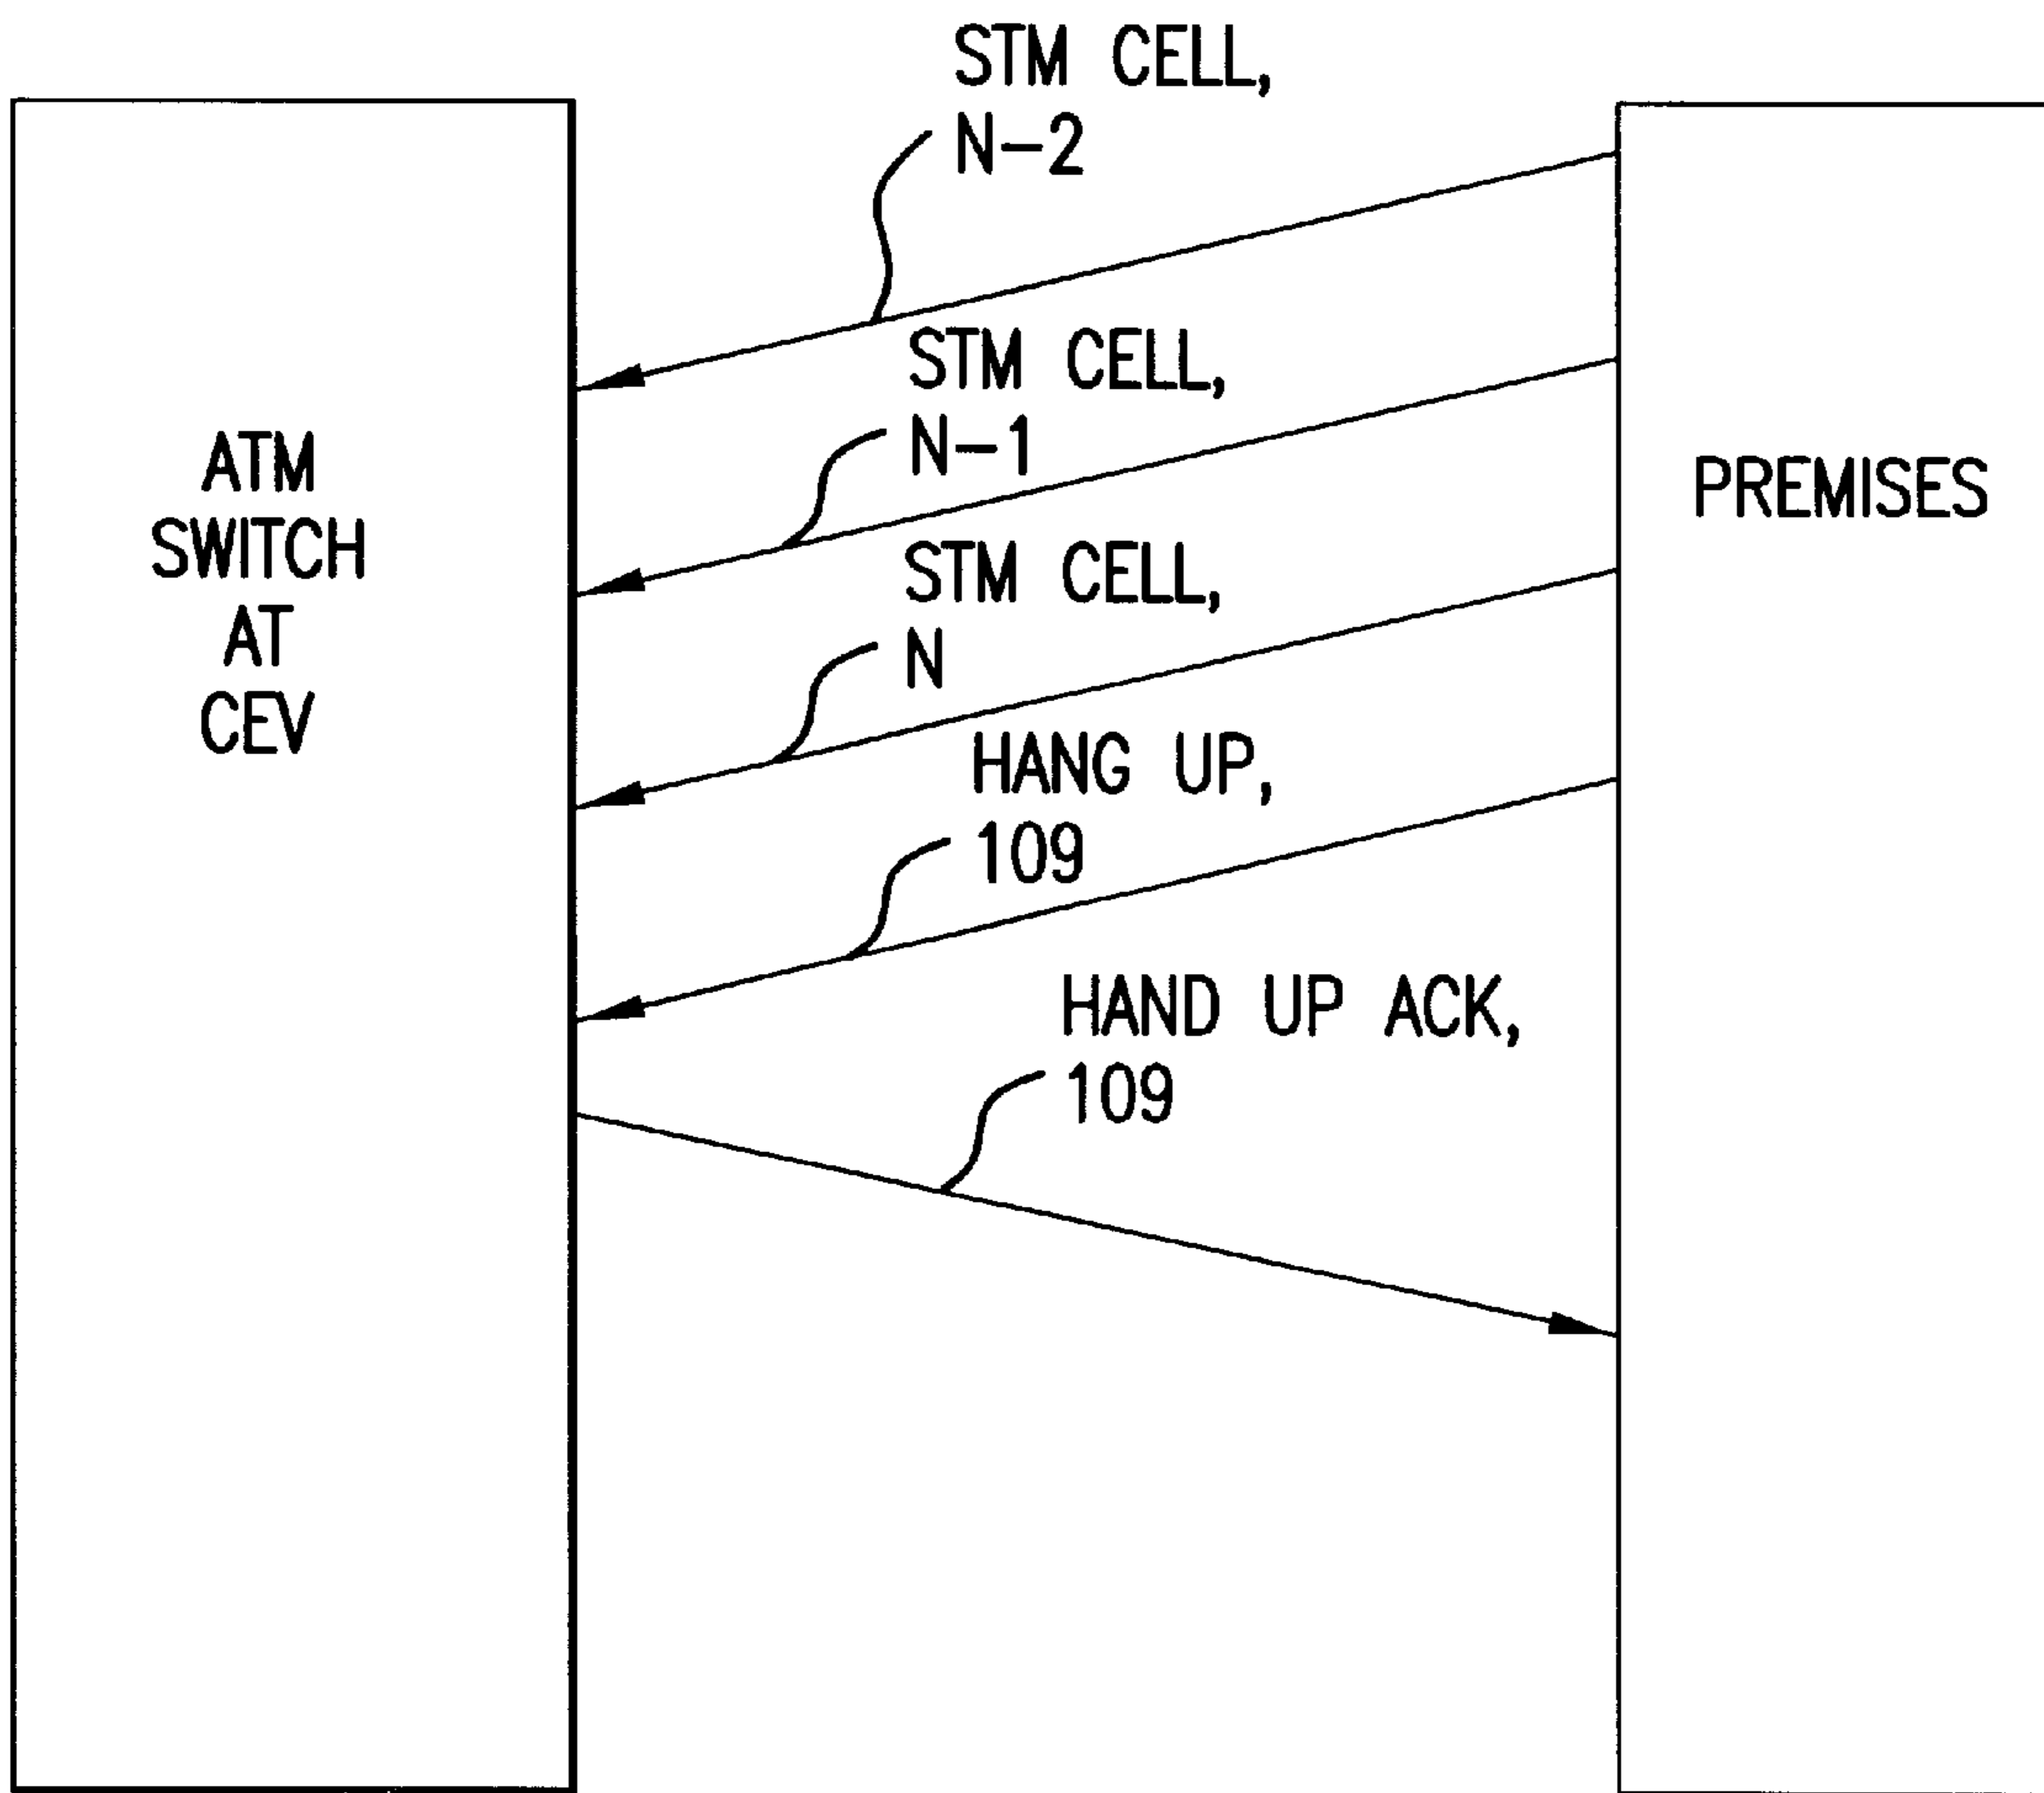 STM CELL,
N-2
STM CELL,
N-1
STM CELL,
N
HANG UP,
109
HAND UP ACK,
109
ATM
SWITCH
AT
CEV
PREMISES